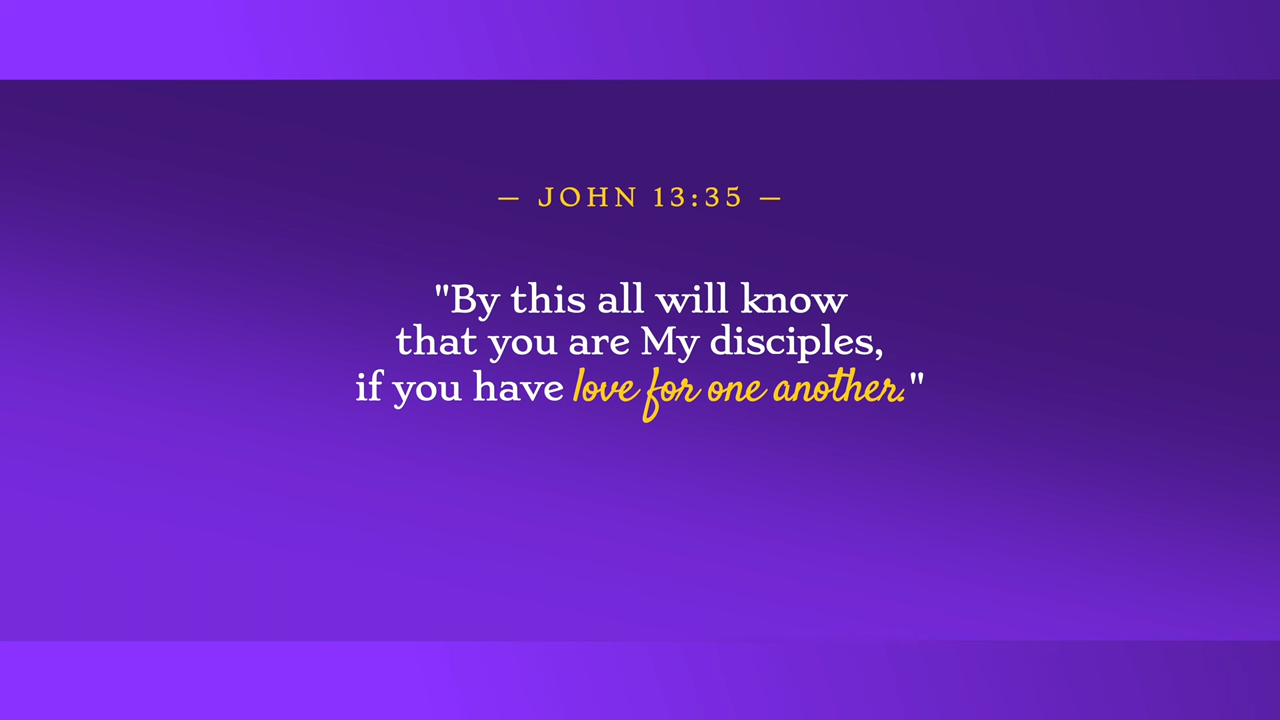 — JOHN 13:35 —
"By this all will know
that you are My disciples,
if you have love for one another."